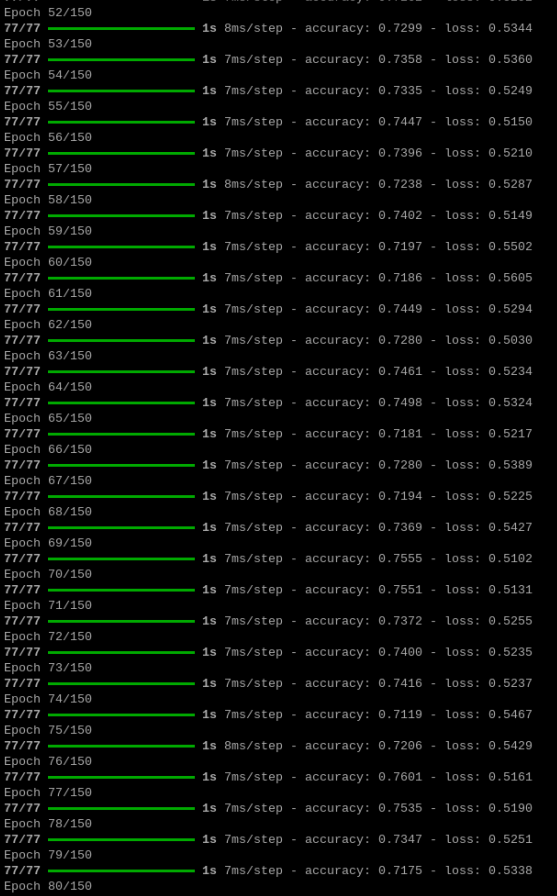 Epoch 52/150
77/77 1s 8ms/step - accuracy: 0.7299 - loss: 0.5344
Epoch 53/150
77/77 1s 7ms/step - accuracy: 0.7358 - loss: 0.5360
Epoch 54/150
77/77 1s 7ms/step - accuracy: 0.7335 - loss: 0.5249
Epoch 55/150
77/77 1s 7ms/step - accuracy: 0.7447 - loss: 0.5150
Epoch 56/150
77/77 1s 7ms/step - accuracy: 0.7396 - loss: 0.5210
Epoch 57/150
77/77 1s 8ms/step - accuracy: 0.7238 - loss: 0.5287
Epoch 58/150
77/77 1s 7ms/step - accuracy: 0.7402 - loss: 0.5149
Epoch 59/150
77/77 1s 7ms/step - accuracy: 0.7197 - loss: 0.5502
Epoch 60/150
77/77 1s 7ms/step - accuracy: 0.7186 - loss: 0.5605
Epoch 61/150
77/77 1s 7ms/step - accuracy: 0.7449 - loss: 0.5294
Epoch 62/150
77/77 1s 7ms/step - accuracy: 0.7280 - loss: 0.5030
Epoch 63/150
77/77 1s 7ms/step - accuracy: 0.7461 - loss: 0.5234
Epoch 64/150
77/77 1s 7ms/step - accuracy: 0.7498 - loss: 0.5324
Epoch 65/150
77/77 1s 7ms/step - accuracy: 0.7181 - loss: 0.5217
Epoch 66/150
77/77 1s 7ms/step - accuracy: 0.7280 - loss: 0.5389
Epoch 67/150
77/77 1s 7ms/step - accuracy: 0.7194 - loss: 0.5225
Epoch 68/150
77/77 1s 7ms/step - accuracy: 0.7369 - loss: 0.5427
Epoch 69/150
77/77 1s 7ms/step - accuracy: 0.7555 - loss: 0.5102
Epoch 70/150
77/77 1s 7ms/step - accuracy: 0.7551 - loss: 0.5131
Epoch 71/150
77/77 1s 7ms/step - accuracy: 0.7372 - loss: 0.5255
Epoch 72/150
77/77 1s 7ms/step - accuracy: 0.7400 - loss: 0.5235
Epoch 73/150
77/77 1s 7ms/step - accuracy: 0.7416 - loss: 0.5237
Epoch 74/150
77/77 1s 7ms/step - accuracy: 0.7119 - loss: 0.5467
Epoch 75/150
77/77 1s 8ms/step - accuracy: 0.7206 - loss: 0.5429
Epoch 76/150
77/77 1s 7ms/step - accuracy: 0.7601 - loss: 0.5161
Epoch 77/150
77/77 1s 7ms/step - accuracy: 0.7535 - loss: 0.5190
Epoch 78/150
77/77 1s 7ms/step - accuracy: 0.7347 - loss: 0.5251
Epoch 79/150
77/77 1s 7ms/step - accuracy: 0.7175 - loss: 0.5338
Epoch 80/150